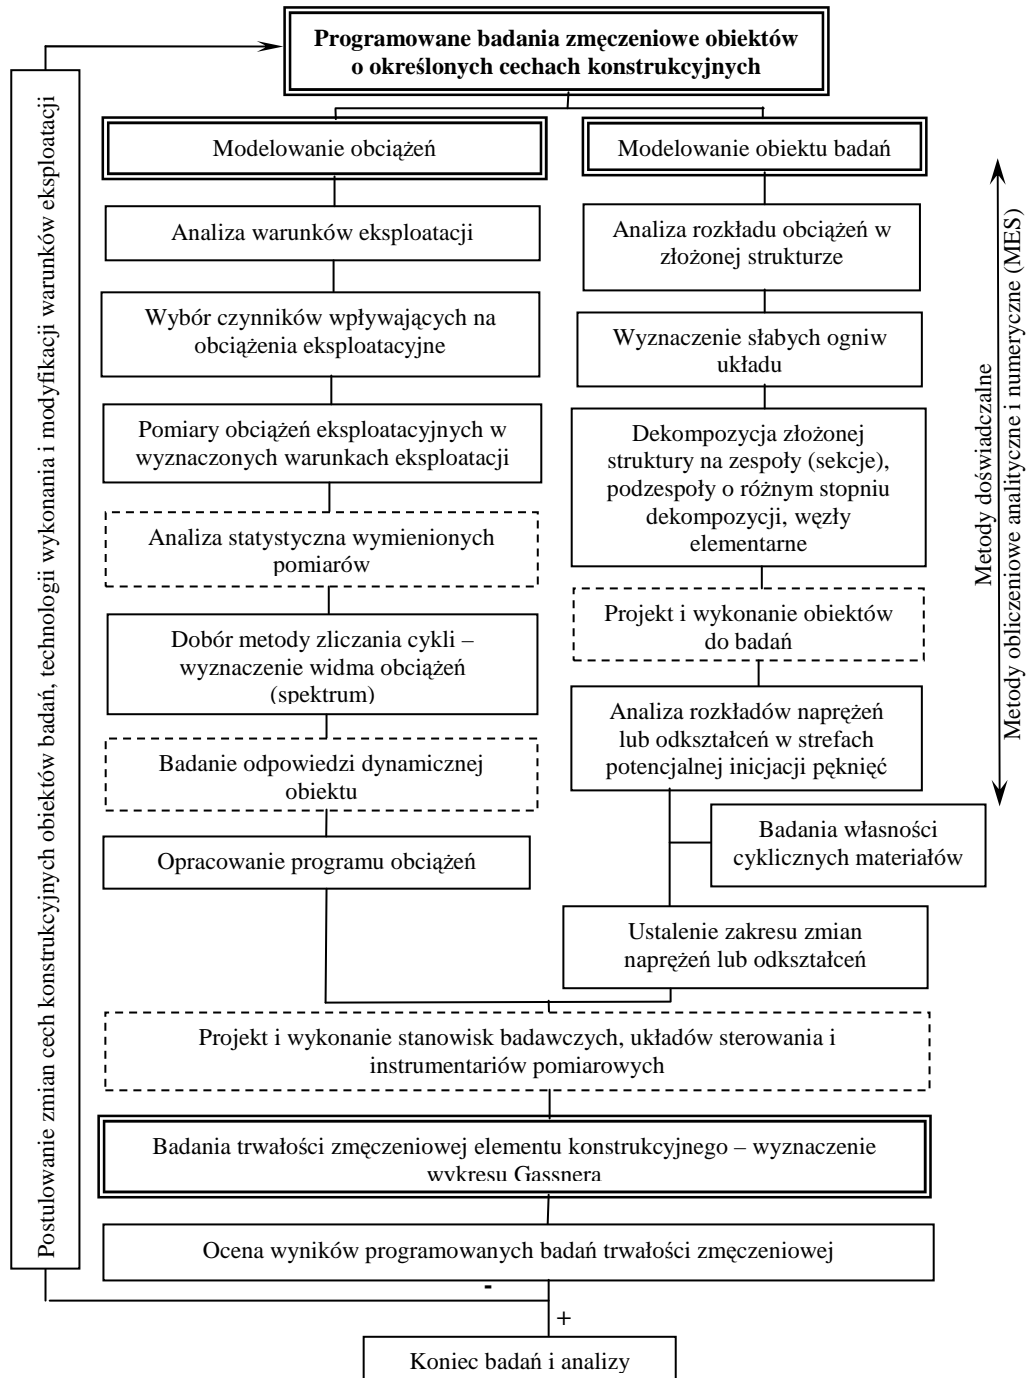 Programowane badania zmęczeniowe obiektów
o określonych cechach konstrukcyjnych
Modelowanie obciążeń
Analiza warunków eksploatacji
Wybór czynników wpływających na
obciążenia eksploatacyjne
Pomiary obciążeń eksploatacyjnych w
wyznaczonych warunkach eksploatacji
Analiza statystyczna wymienionych
pomiarów
Dobór metody zliczania cykli –
wyznaczenie widma obciążeń
(spektrum)
Badanie odpowiedzi dynamicznej
obiektu
Opracowanie programu obciążeń
Modelowanie obiektu badań
Analiza rozkładu obciążeń w
złożonej strukturze
Wyznaczenie słabych ogniw
układu
Dekompozycja złożonej
struktury na zespoły (sekcje),
podzespoły o różnym stopniu
dekompozycji, węzły
elementarne
Projekt i wykonanie obiektów
do badań
Analiza rozkładów naprężeń
lub odkształceń w strefach
potencjalnej inicjacji pęknięć
Badania własności
cyklicznych materiałów
Ustalenie zakresu zmian
naprężeń lub odkształceń
Metody doświadczalne
Metody obliczeniowe analityczne i numeryczne (MES)
Projekt i wykonanie stanowisk badawczych, układów sterowania i
instrumentariów pomiarowych
Badania trwałości zmęczeniowej elementu konstrukcyjnego – wyznaczenie
wykresu Gassnera
Ocena wyników programowanych badań trwałości zmęczeniowej
-
+
Koniec badań i analizy
Postulowanie zmian cech konstrukcyjnych obiektów badań, technologii wykonania i modyfikacji warunków eksploatacji